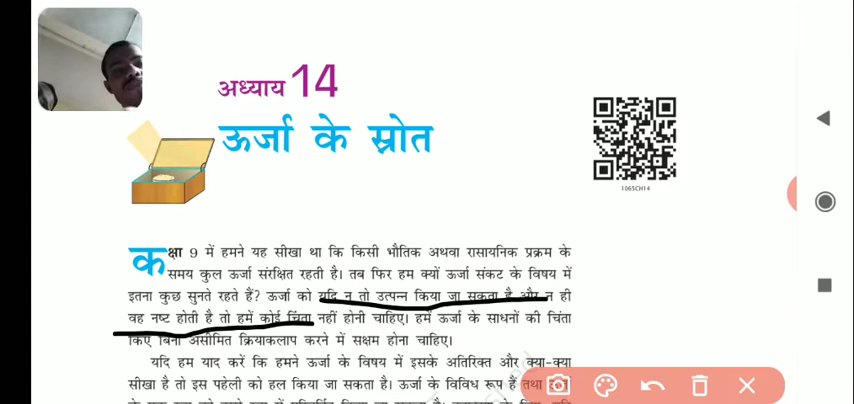 अध्याय 14
ऊर्जा के स्रोत
1065CH14
कक्षा 9 में हमने यह सीखा था कि किसी भौतिक अथवा रासायनिक प्रक्रम के
समय कुल ऊर्जा संरक्षित रहती है। तब फिर हम क्यों ऊर्जा संकट के विषय में
इतना कुछ सुनते रहते हैं? ऊर्जा को यदि न तो उत्पन्न किया जा सकता है और न ही
वह नष्ट होती है तो हमें कोई चिंता नहीं होनी चाहिए। हमें ऊर्जा के साधनों की चिंता
किए बिना असीमित क्रियाकलाप करने में सक्षम होना चाहिए।
यदि हम याद करें कि हमने ऊर्जा के विषय में इसके अतिरिक्त और क्या-क्या
सीखा है तो इस पहेली को हल किया जा सकता है। ऊर्जा के विविध रूप हैं तथा